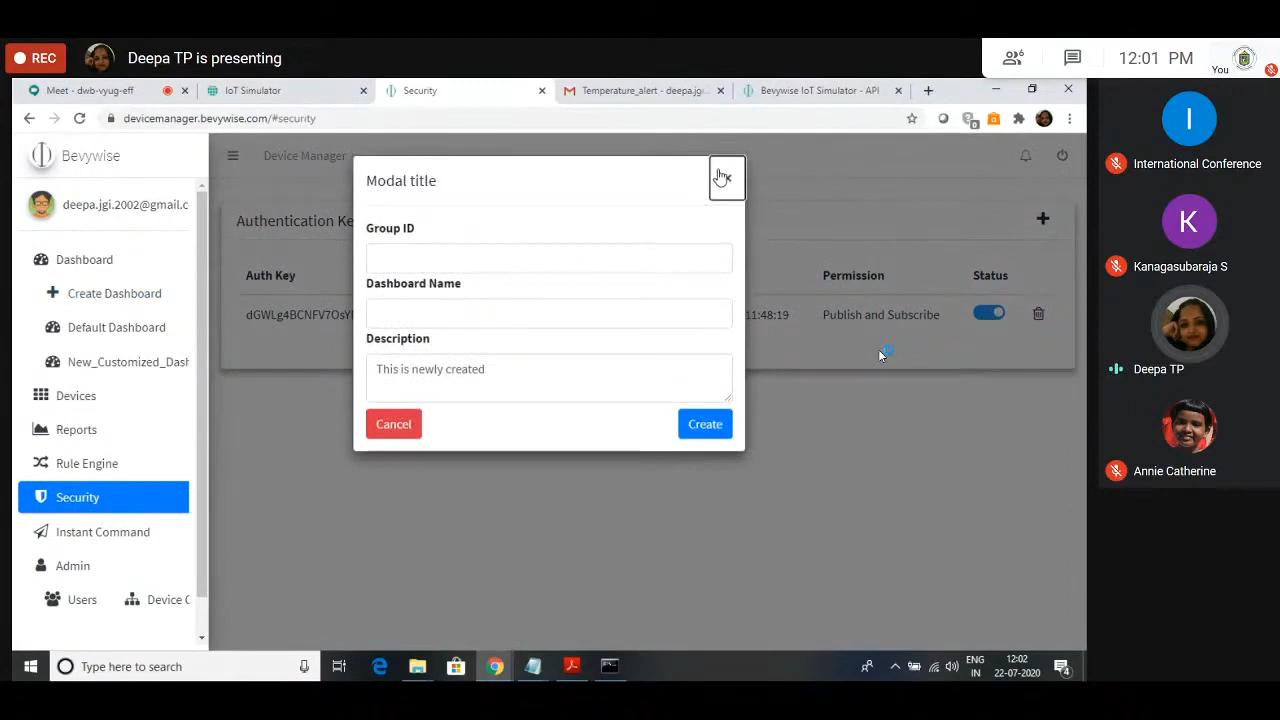 REC
Deepa TP is presenting
6
12:01 PM
You
Meet - dwb-vyug-eff
IoT Simulator
Security
Temperature_alert - deepa.jgi.
Bevywise IoT Simulator - API
devicemanager.bevywise.com/#security
Bevywise
Device Manager
deepa.jgi.2002@gmail.c
Dashboard
Create Dashboard
Default Dashboard
New_Customized_Dash
Devices
Reports
Rule Engine
Security
Instant Command
Admin
Users
Device G
Authentication Ke
Auth Key
Permission
Status
11:48:19
Publish and Subscribe
Modal title
Group ID
Dashboard Name
Description
This is newly created
Cancel
Create
I
International Conference
K
Kanagasubaraja S
Deepa TP
Annie Catherine
Type here to search
ENG
IN
12:02
22-07-2020
4